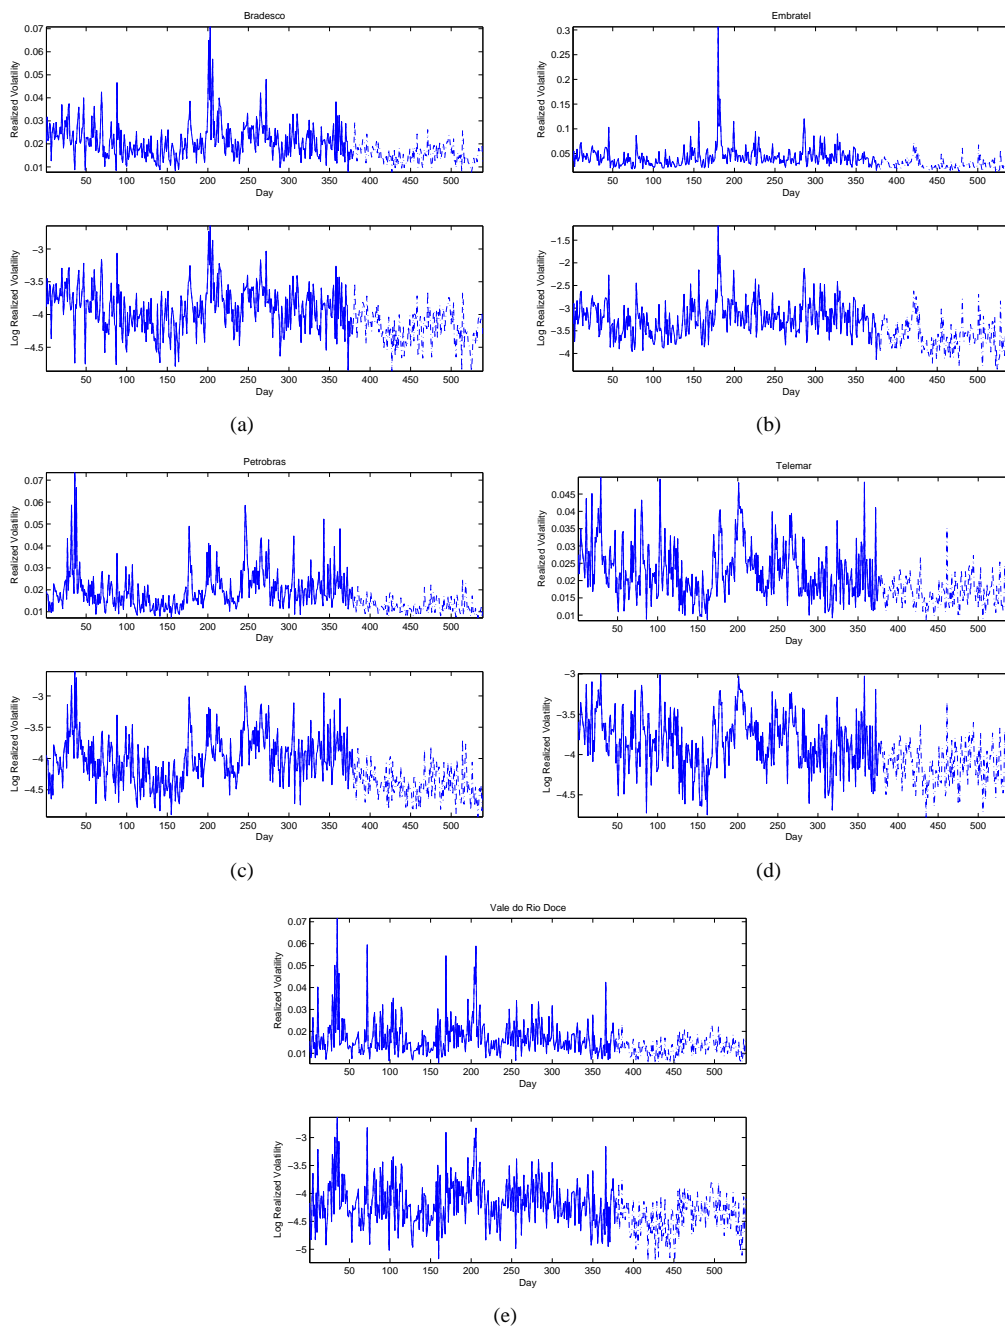 Bradesco
Realized Volatility
0.07
0.06
0.05
0.04
0.03
0.02
0.01
50 100 150 200 250 300 350 400 450 500
Day
Log Realized Volatility
−3
−3.5
−4
−4.5
50 100 150 200 250 300 350 400 450 500
Day
(a)
Embratel
Realized Volatility
0.3
0.25
0.2
0.15
0.1
0.05
50 100 150 200 250 300 350 400 450 500
Day
Log Realized Volatility
−1.5
−2
−2.5
−3
−3.5
−4
50 100 150 200 250 300 350 400 450 500
Day
(b)
Petrobras
Realized Volatility
0.07
0.06
0.05
0.04
0.03
0.02
0.01
50 100 150 200 250 300 350 400 450 500
Day
Log Realized Volatility
−3
−3.5
−4
−4.5
50 100 150 200 250 300 350 400 450 500
Day
(c)
Telemar
Realized Volatility
0.045
0.04
0.035
0.03
0.025
0.02
0.015
0.01
50 100 150 200 250 300 350 400 450 500
Day
Log Realized Volatility
−3
−3.5
−4
−4.5
50 100 150 200 250 300 350 400 450 500
Day
(d)
Vale do Rio Doce
Realized Volatility
0.07
0.06
0.05
0.04
0.03
0.02
0.01
50 100 150 200 250 300 350 400 450 500
Day
Log Realized Volatility
−3
−3.5
−4
−4.5
−5
50 100 150 200 250 300 350 400 450 500
Day
(e)